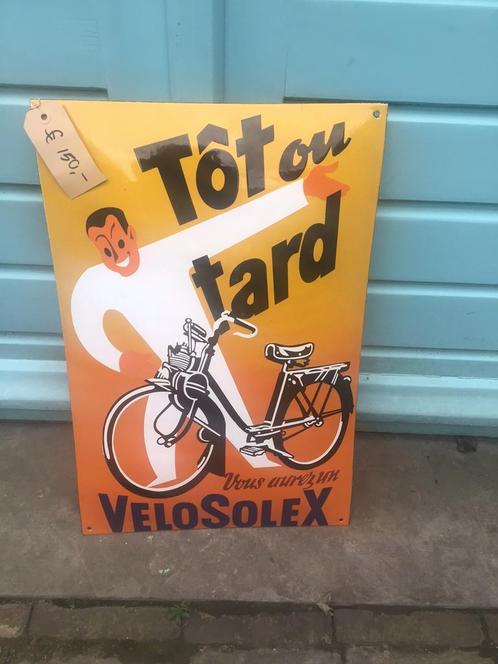 £ 150,-
Tôt ou
tard
Vous aurez un
VELOSOLEX